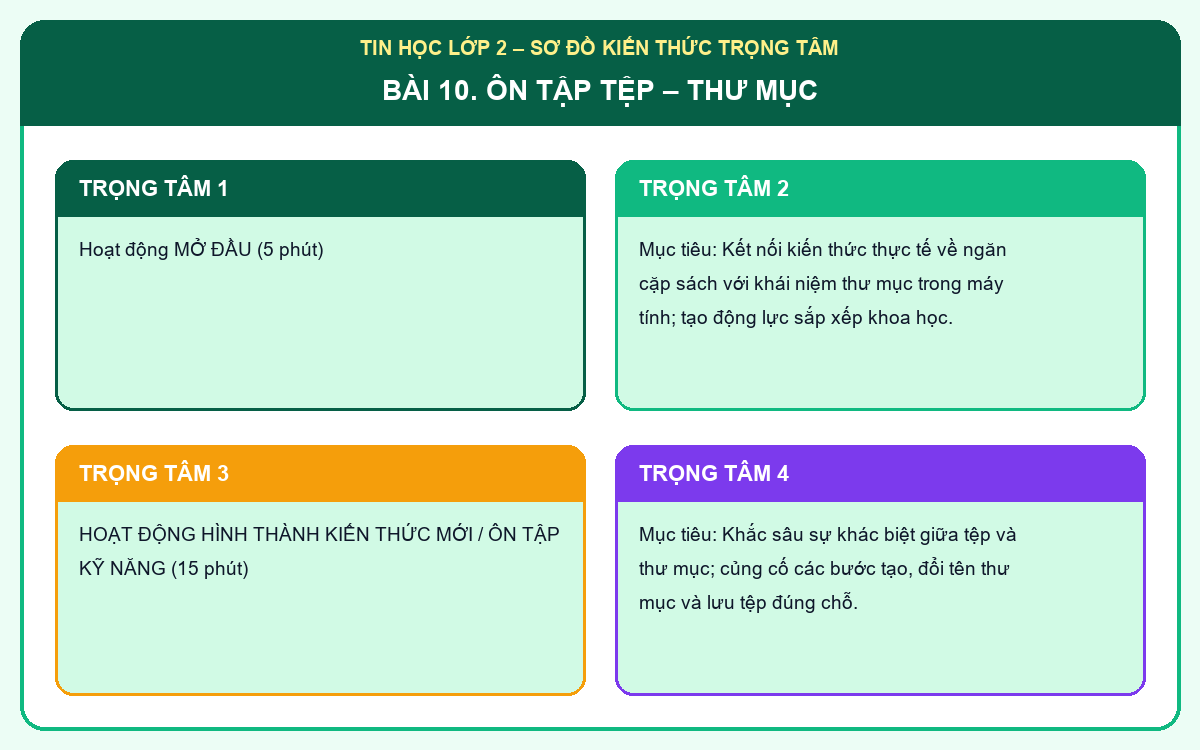 TIN HỌC LỚP 2 – SƠ ĐỒ KIẾN THỨC TRỌNG TÂM
BÀI 10. ÔN TẬP TỆP – THƯ MỤC
TRỌNG TÂM 1
Hoạt động MỞ ĐẦU (5 phút)
TRỌNG TÂM 2
Mục tiêu: Kết nối kiến thức thực tế về ngăn
cặp sách với khái niệm thư mục trong máy
tính; tạo động lực sắp xếp khoa học.
TRỌNG TÂM 3
HOẠT ĐỘNG HÌNH THÀNH KIẾN THỨC MỚI / ÔN TẬP
KỸ NĂNG (15 phút)
TRỌNG TÂM 4
Mục tiêu: Khắc sâu sự khác biệt giữa tệp và
thư mục; củng cố các bước tạo, đổi tên thư
mục và lưu tệp đúng chỗ.